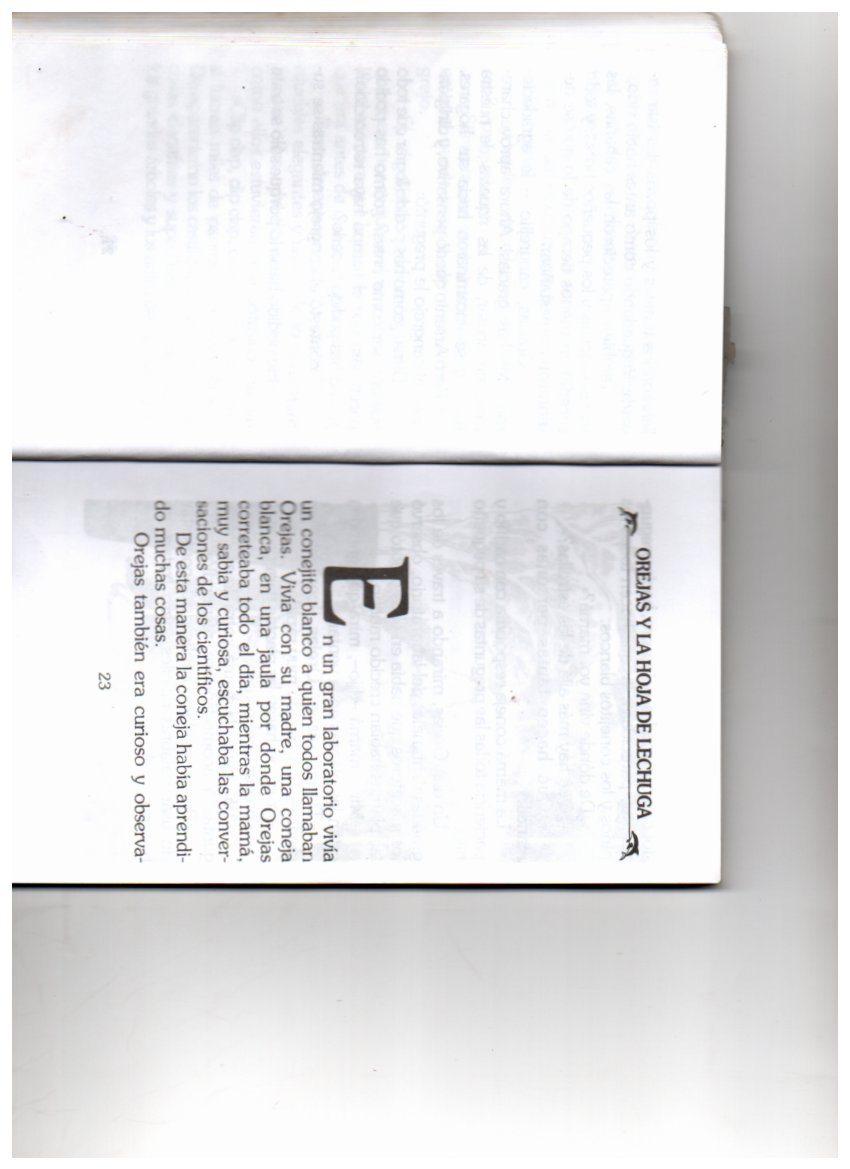 OREJAS Y LA HOJA DE LECHUGA
En un gran laboratorio vivía
un conejito blanco a quien todos llamaban
Orejas. Vivía con su madre, una coneja
blanca, en una jaula por donde Orejas
correteaba todo el día, mientras la mamá,
muy sabia y curiosa, escuchaba las conver-
saciones de los científicos.
De esta manera la coneja había aprendi-
do muchas cosas.
Orejas también era curioso y observa-
23